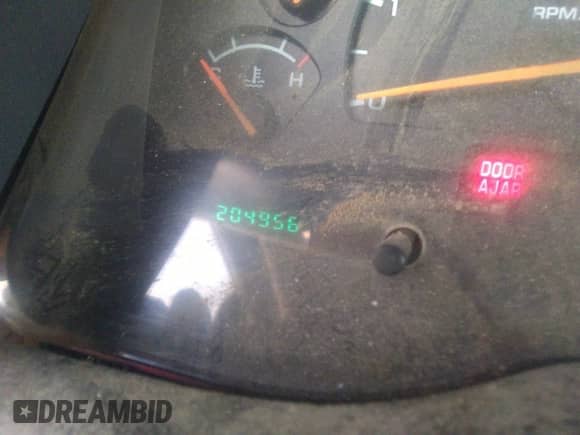 1
RPM
C H
0
DOOR
AJAR
204956
DREAMBID